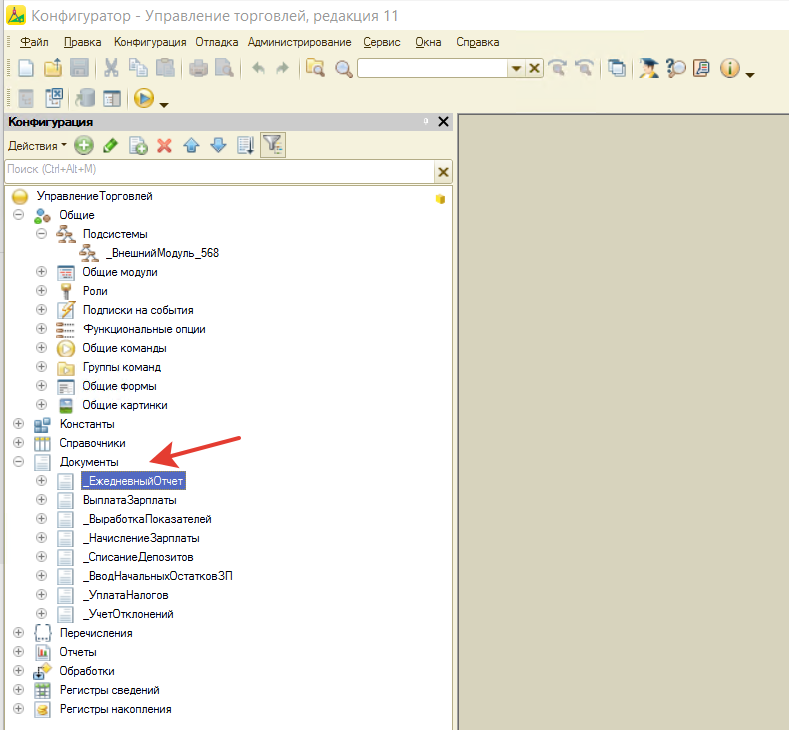 Конфигуратор - Управление торговлей, редакция 11
Файл Правка Конфигурация Отладка Администрирование Сервис Окна Справка
Конфигурация
Действия
Поиск (Ctrl+Alt+M)
УправлениеТорговлей
Общие
Подсистемы
_ВнешнийМодуль_568
Общие модули
Роли
Подписки на события
Функциональные опции
Общие команды
Группы команд
Общие формы
Общие картинки
Константы
Справочники
Документы
_ЕжедневныйОтчет
ВыплатаЗарплаты
_ВыработкаПоказателей
_НачислениеЗарплаты
_СписаниеДепозитов
_ВводНачальныхОстатковЗП
_УплатаНалогов
_УчетОтклонений
Перечисления
Отчеты
Обработки
Регистры сведений
Регистры накопления